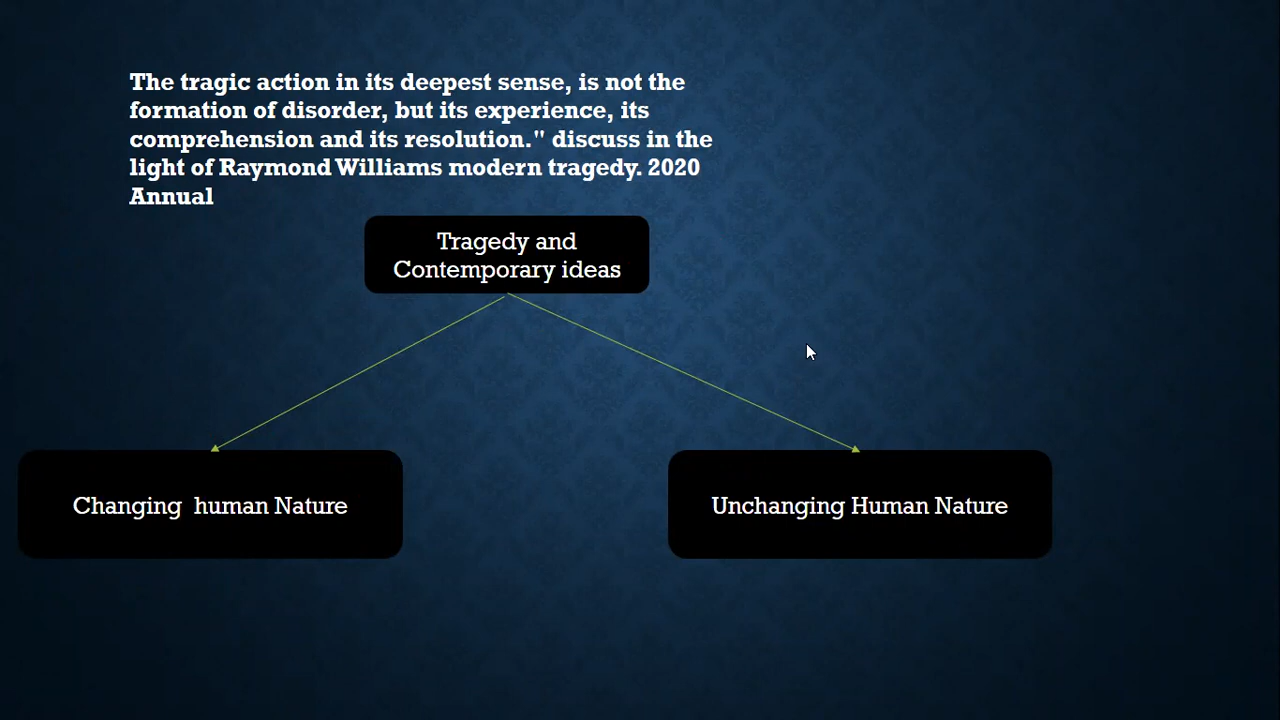 The tragic action in its deepest sense, is not the
formation of disorder, but its experience, its
comprehension and its resolution." discuss in the
light of Raymond Williams modern tragedy. 2020
Annual
Tragedy and
Contemporary ideas
Changing  human Nature
Unchanging Human Nature